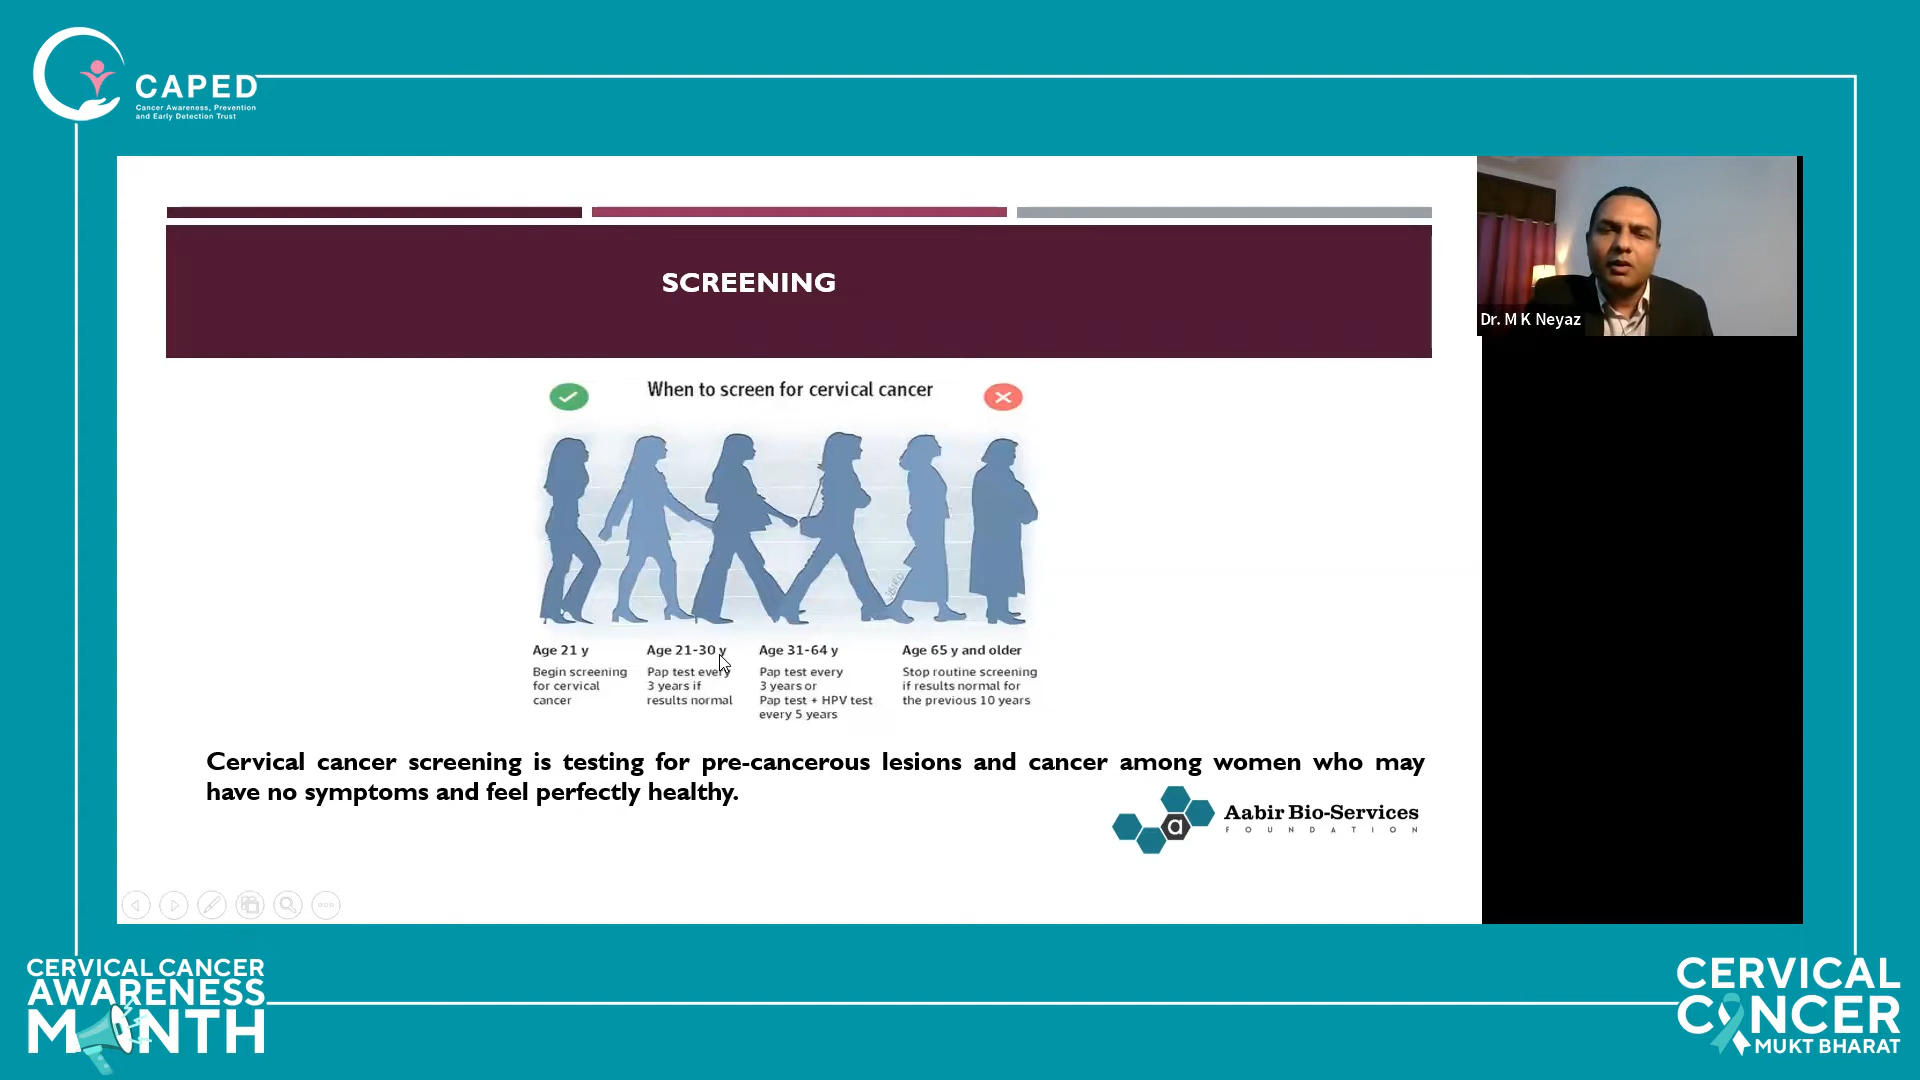 CAPED
Cancer Awareness, Prevention
and Early Detection Trust
SCREENING
Dr. M K Neyaz
When to screen for cervical cancer
Age 21 y
Begin screening
for cervical
cancer
Age 21-30 y
Pap test every
3 years if
results normal
Age 31-64 y
Pap test every
3 years or
Pap test + HPV test
every 5 years
Age 65 y and older
Stop routine screening
if results normal for
the previous 10 years
Cervical cancer screening is testing for pre-cancerous lesions and cancer among women who may
have no symptoms and feel perfectly healthy.
a
Aabir Bio-Services
FOUNDATION
CERVICAL CANCER
AWARENESS
MONTH
CERVICAL
CANCER
MUKT BHARAT